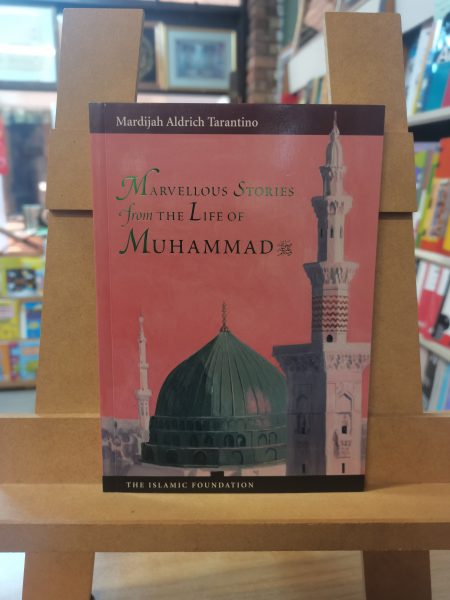 Mardijah Aldrich Tarantino
Marvellous Stories
from the Life of
Muhammad ﷺ
The Islamic Foundation